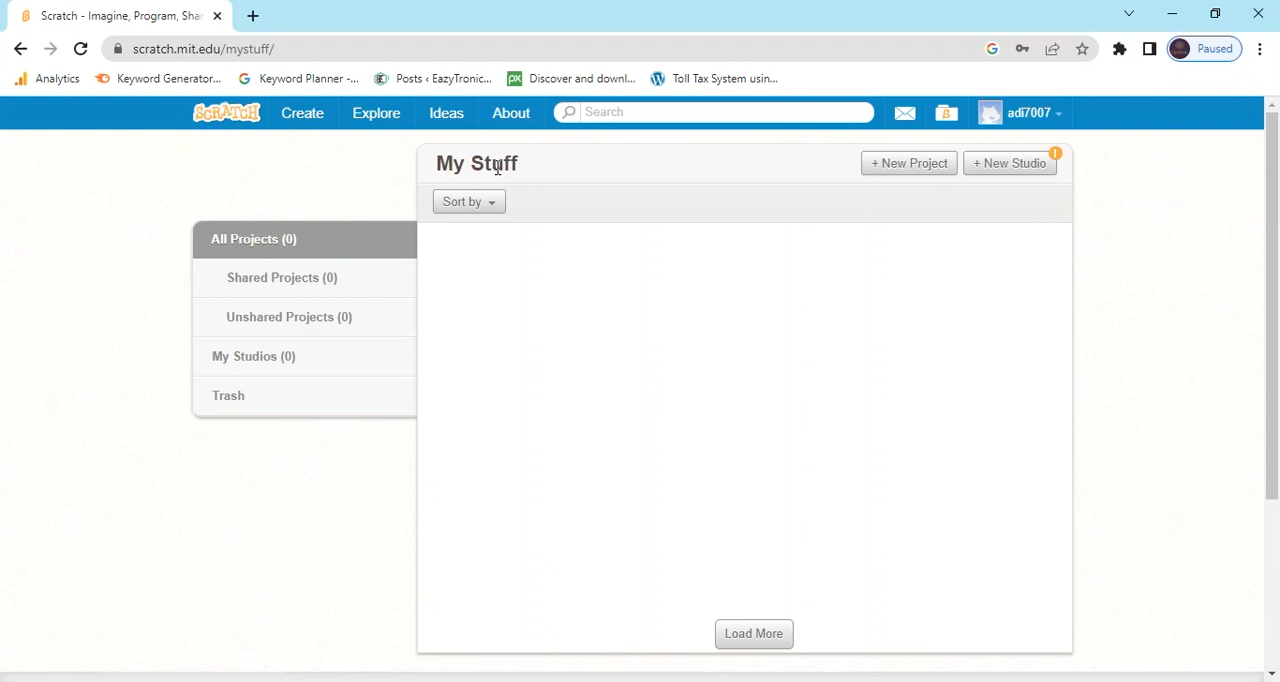 Scratch - Imagine, Program, Shar
scratch.mit.edu/mystuff/
Paused
Analytics
Keyword Generator...
Keyword Planner -...
Posts ‹ EazyTronic...
Discover and downl...
Toll Tax System usin...
SCRATCH
Create
Explore
Ideas
About
Search
adi7007
My Stuff
+ New Project
+ New Studio
Sort by
All Projects (0)
Shared Projects (0)
Unshared Projects (0)
My Studios (0)
Trash
Load More